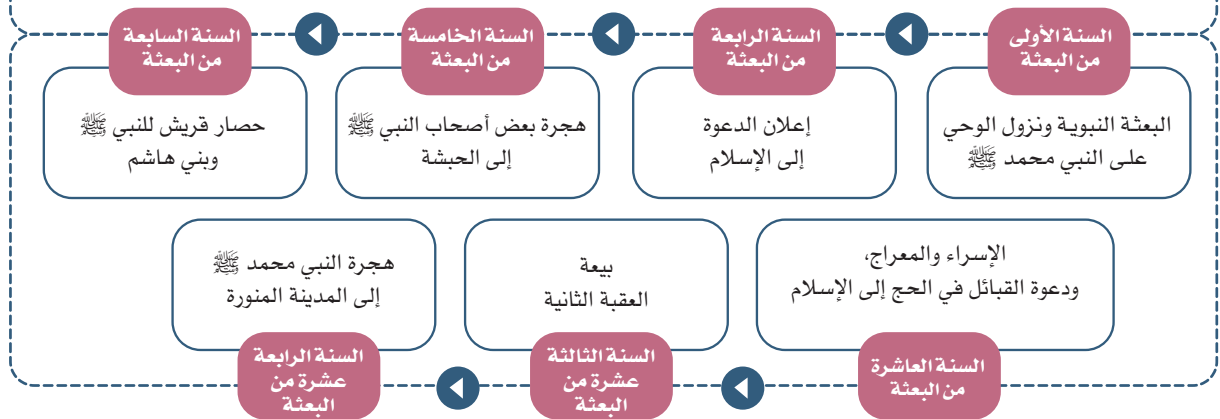 السنة الأولى
من البعثة
البعثة النبوية ونزول الوحي
على النبي محمد ﷺ
السنة الرابعة
من البعثة
إعلان الدعوة
إلى الإسلام
السنة الخامسة
من البعثة
هجرة بعض أصحاب النبي ﷺ
إلى الحبشة
السنة السابعة
من البعثة
حصار قريش للنبي ﷺ
وبني هاشم
الإسراء والمعراج،
ودعوة القبائل في الحج إلى الإسلام
السنة العاشرة
من البعثة
بيعة
العقبة الثانية
السنة الثالثة
عشرة من
البعثة
هجرة النبي محمد ﷺ
إلى المدينة المنورة
السنة الرابعة
عشرة من
البعثة